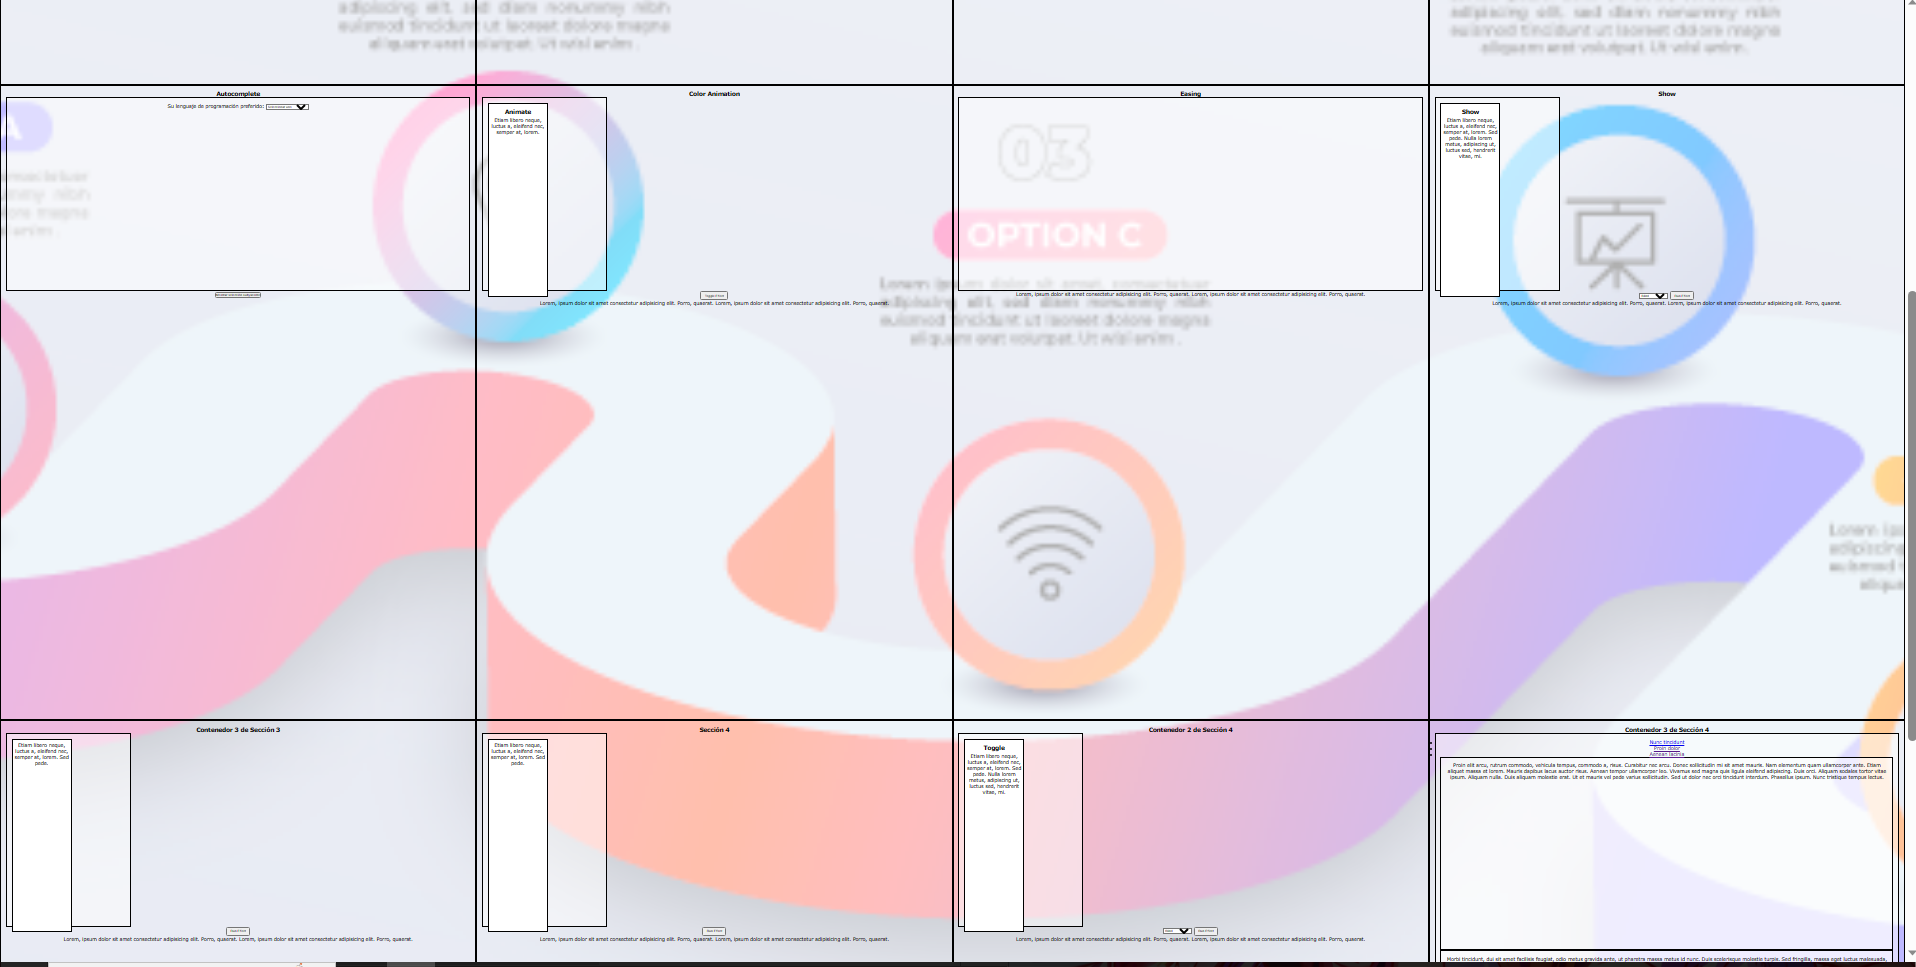 adipiscing elit, sed diam nonummy nibh
euismod tincidunt ut laoreet dolore magna
aliquam erat volutpat. Ut wisi enim.
adipiscing elit, sed diam nonummy nibh
euismod tincidunt ut laoreet dolore magna
aliquam erat volutpat. Ut wisi enim.
Autocomplete
Su lenguaje de programación preferido:
A
Color Animation
Animate
Etiam libero neque,
luctus a, eleifend nec,
semper at, lorem.
Lorem, ipsum dolor sit amet consectetur adipisicing elit. Porro, quaerat. Lorem, ipsum dolor sit amet consectetur adipisicing elit. Porro, quaerat.
Easing
03
OPTION C
Lorem ipsum dolor sit amet, consectetuer
adipiscing elit, sed diam nonummy nibh
euismod tincidunt ut laoreet dolore magna
aliquam erat volutpat. Ut wisi enim.
Lorem, ipsum dolor sit amet consectetur adipisicing elit. Porro, quaerat. Lorem, ipsum dolor sit amet consectetur adipisicing elit. Porro, quaerat.
Show
Show
Etiam libero neque,
luctus a, eleifend nec,
semper at, lorem. Sed
pede. Nulla lorem
metus, adipiscing ut,
luctus sed, hendrerit
vitae, mi.
Lorem, ipsum dolor sit amet consectetur adipisicing elit. Porro, quaerat. Lorem, ipsum dolor sit amet consectetur adipisicing elit. Porro, quaerat.
Lorem
adipiscing
Contenedor 3 de Sección 3
Etiam libero neque,
luctus a, eleifend nec,
semper at, lorem. Sed
pede.
Lorem, ipsum dolor sit amet consectetur adipisicing elit. Porro, quaerat. Lorem, ipsum dolor sit amet consectetur adipisicing elit. Porro, quaerat.
Sección 4
Etiam libero neque,
luctus a, eleifend nec,
semper at, lorem. Sed
pede.
Lorem, ipsum dolor sit amet consectetur adipisicing elit. Porro, quaerat. Lorem, ipsum dolor sit amet consectetur adipisicing elit. Porro, quaerat.
Contenedor 2 de Sección 4
Toggle
Etiam libero neque,
luctus a, eleifend nec,
semper at, lorem. Sed
pede. Nulla lorem
metus, adipiscing ut,
luctus sed, hendrerit
vitae, mi.
Lorem, ipsum dolor sit amet consectetur adipisicing elit. Porro, quaerat. Lorem, ipsum dolor sit amet consectetur adipisicing elit. Porro, quaerat.
Contenedor 3 de Sección 4
Nunc tincidunt
Proin dolor
Aenean lacinia
Proin elit arcu, rutrum commodo, vehicula tempus, commodo a, risus. Curabitur nec arcu. Donec sollicitudin mi sit amet mauris. Nam elementum quam ullamcorper ante. Etiam
aliquet massa et lorem. Mauris dapibus lacus auctor risus. Aenean tempor ullamcorper leo. Vivamus sed magna quis ligula eleifend adipiscing. Duis orci. Aliquam sodales tortor vitae
ipsum. Aliquam nulla. Duis aliquam molestie erat. Ut et mauris vel pede varius sollicitudin. Sed ut dolor nec orci tincidunt interdum. Phasellus ipsum. Nunc tristique tempus lectus.
Morbi tincidunt, dui sit amet facilisis feugiat, odio metus gravida ante, ut pharetra massa metus id nunc. Duis scelerisque molestie turpis. Sed fringilla, massa eget luctus malesuada,